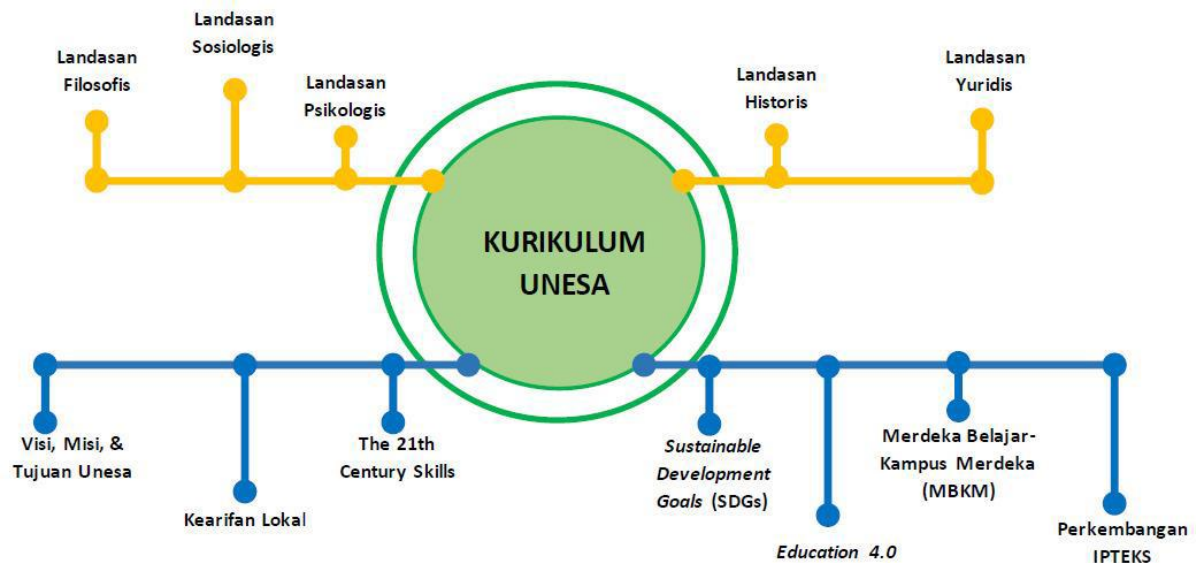 Landasan
Filosofis
Landasan
Sosiologis
Landasan
Psikologis
Landasan
Historis
Landasan
Yuridis
KURIKULUM
UNESA
Visi, Misi, &
Tujuan Unesa
Kearifan Lokal
The 21th
Century Skills
Sustainable
Development
Goals (SDGs)
Education 4.0
Merdeka Belajar-
Kampus Merdeka
(MBKM)
Perkembangan
IPTEKS